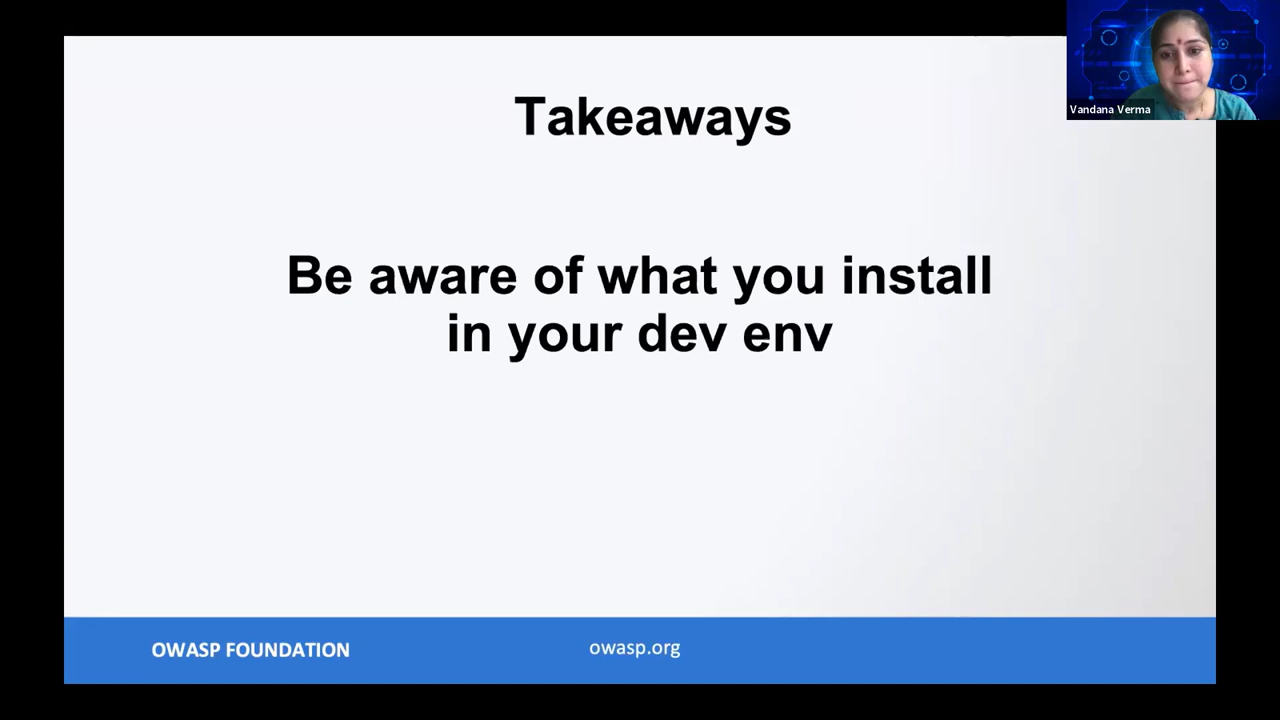 Takeaways
Be aware of what you install
in your dev env
OWASP FOUNDATION
owasp.org
Vandana Verma